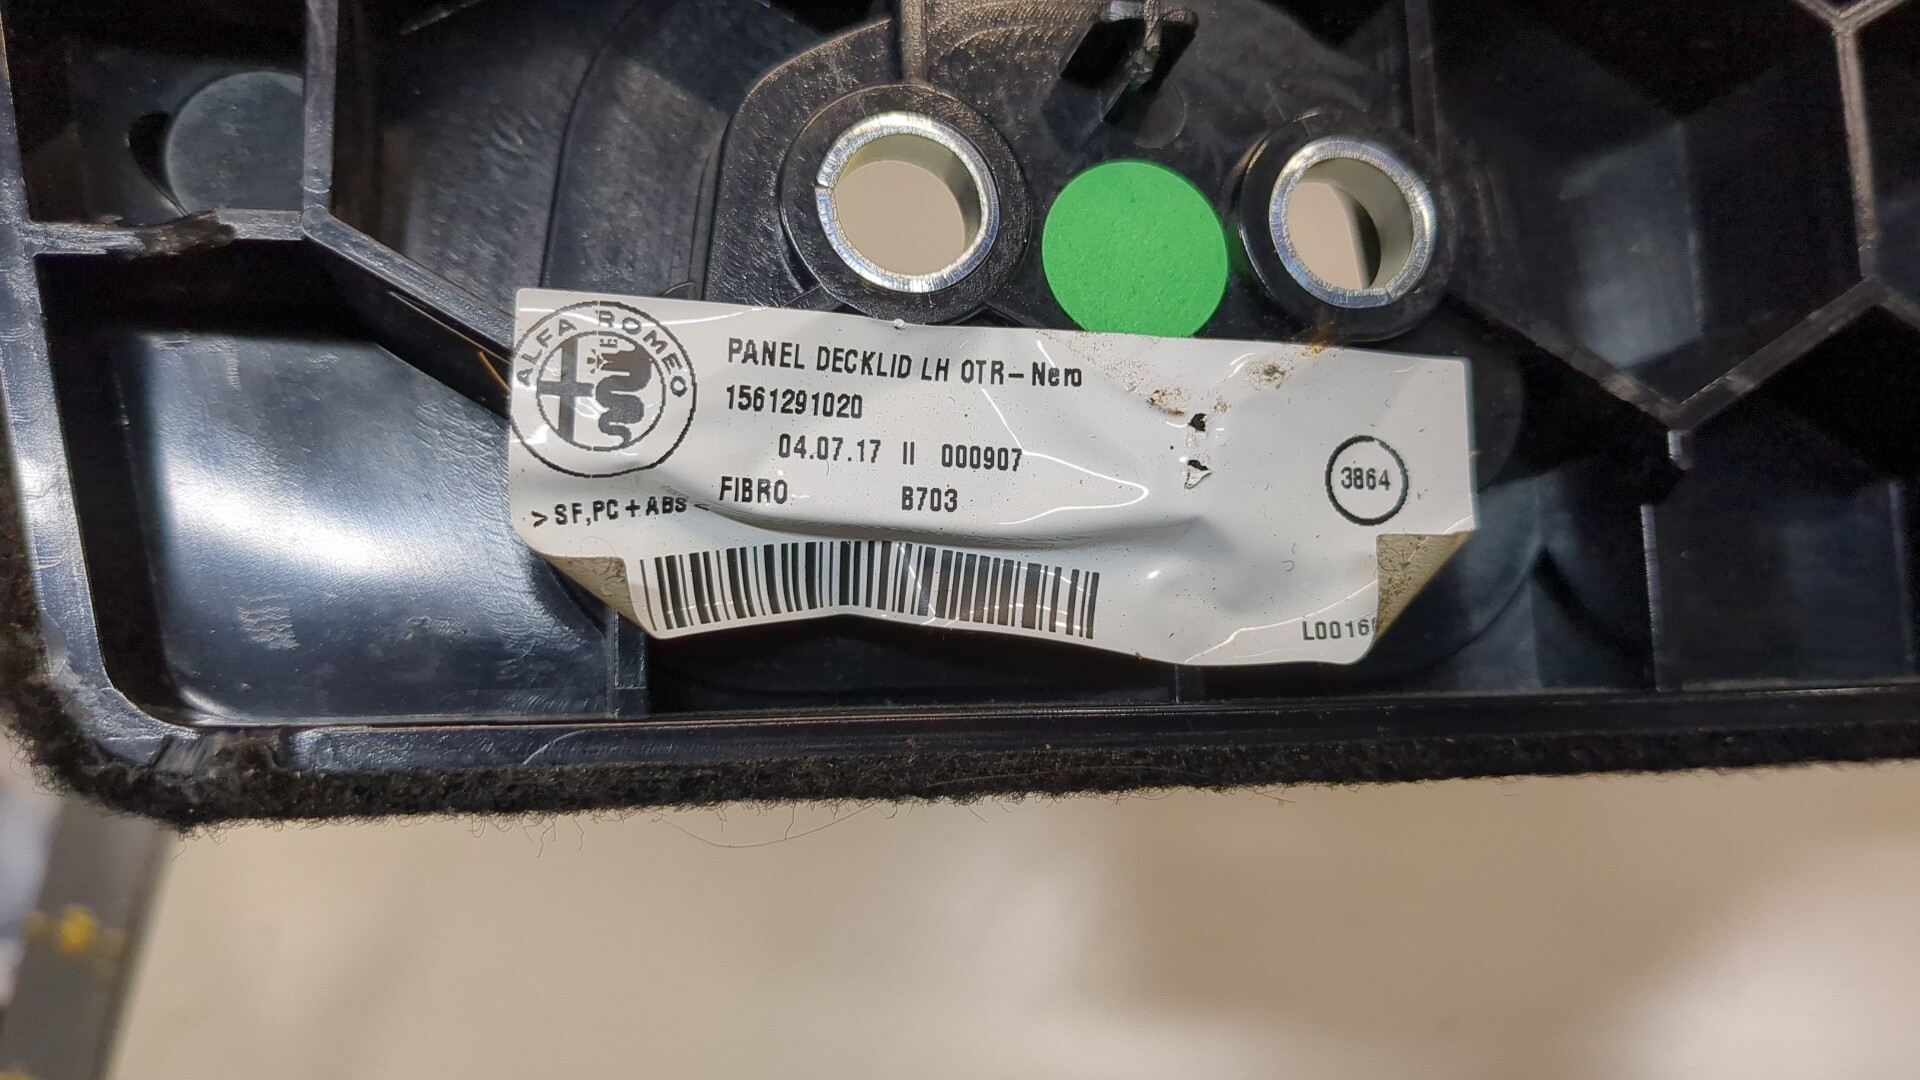 ALFA ROMEO
PANEL DECKLID LH OTR-Nero
1561291020
04.07.17 II 000907
FIBRO B703
>SF,PC+ABS<
3864